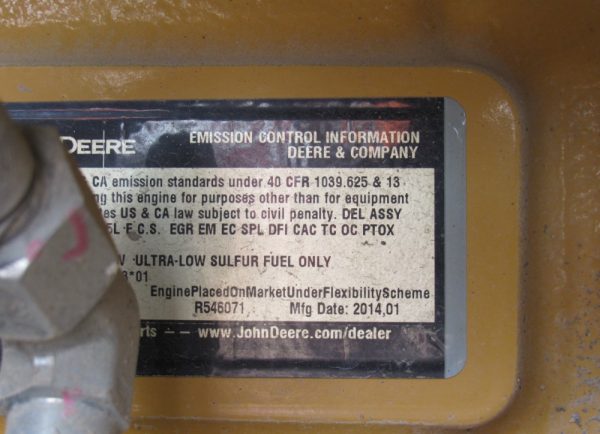 DEERE
EMISSION CONTROL INFORMATION
DEERE & COMPANY
CA emission standards under 40 CFR 1039.625 & 13
this engine for purposes other than for equipment
US & CA law subject to civil penalty. DEL ASSY
F.C.S. EGR EM EC SPL DFI CAC TC OC PTOX
ULTRA-LOW SULFUR FUEL ONLY
*01
EnginePlacedOnMarketUnderFlexibilityScheme
R546071 Mfg Date: 2014,01
-- www.JohnDeere.com/dealer